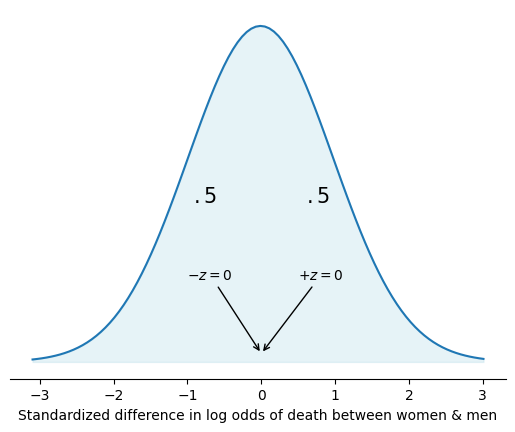 .5 .5
−z = 0 +z = 0
−3 −2 −1 0 1 2 3
Standardized difference in log odds of death between women & men